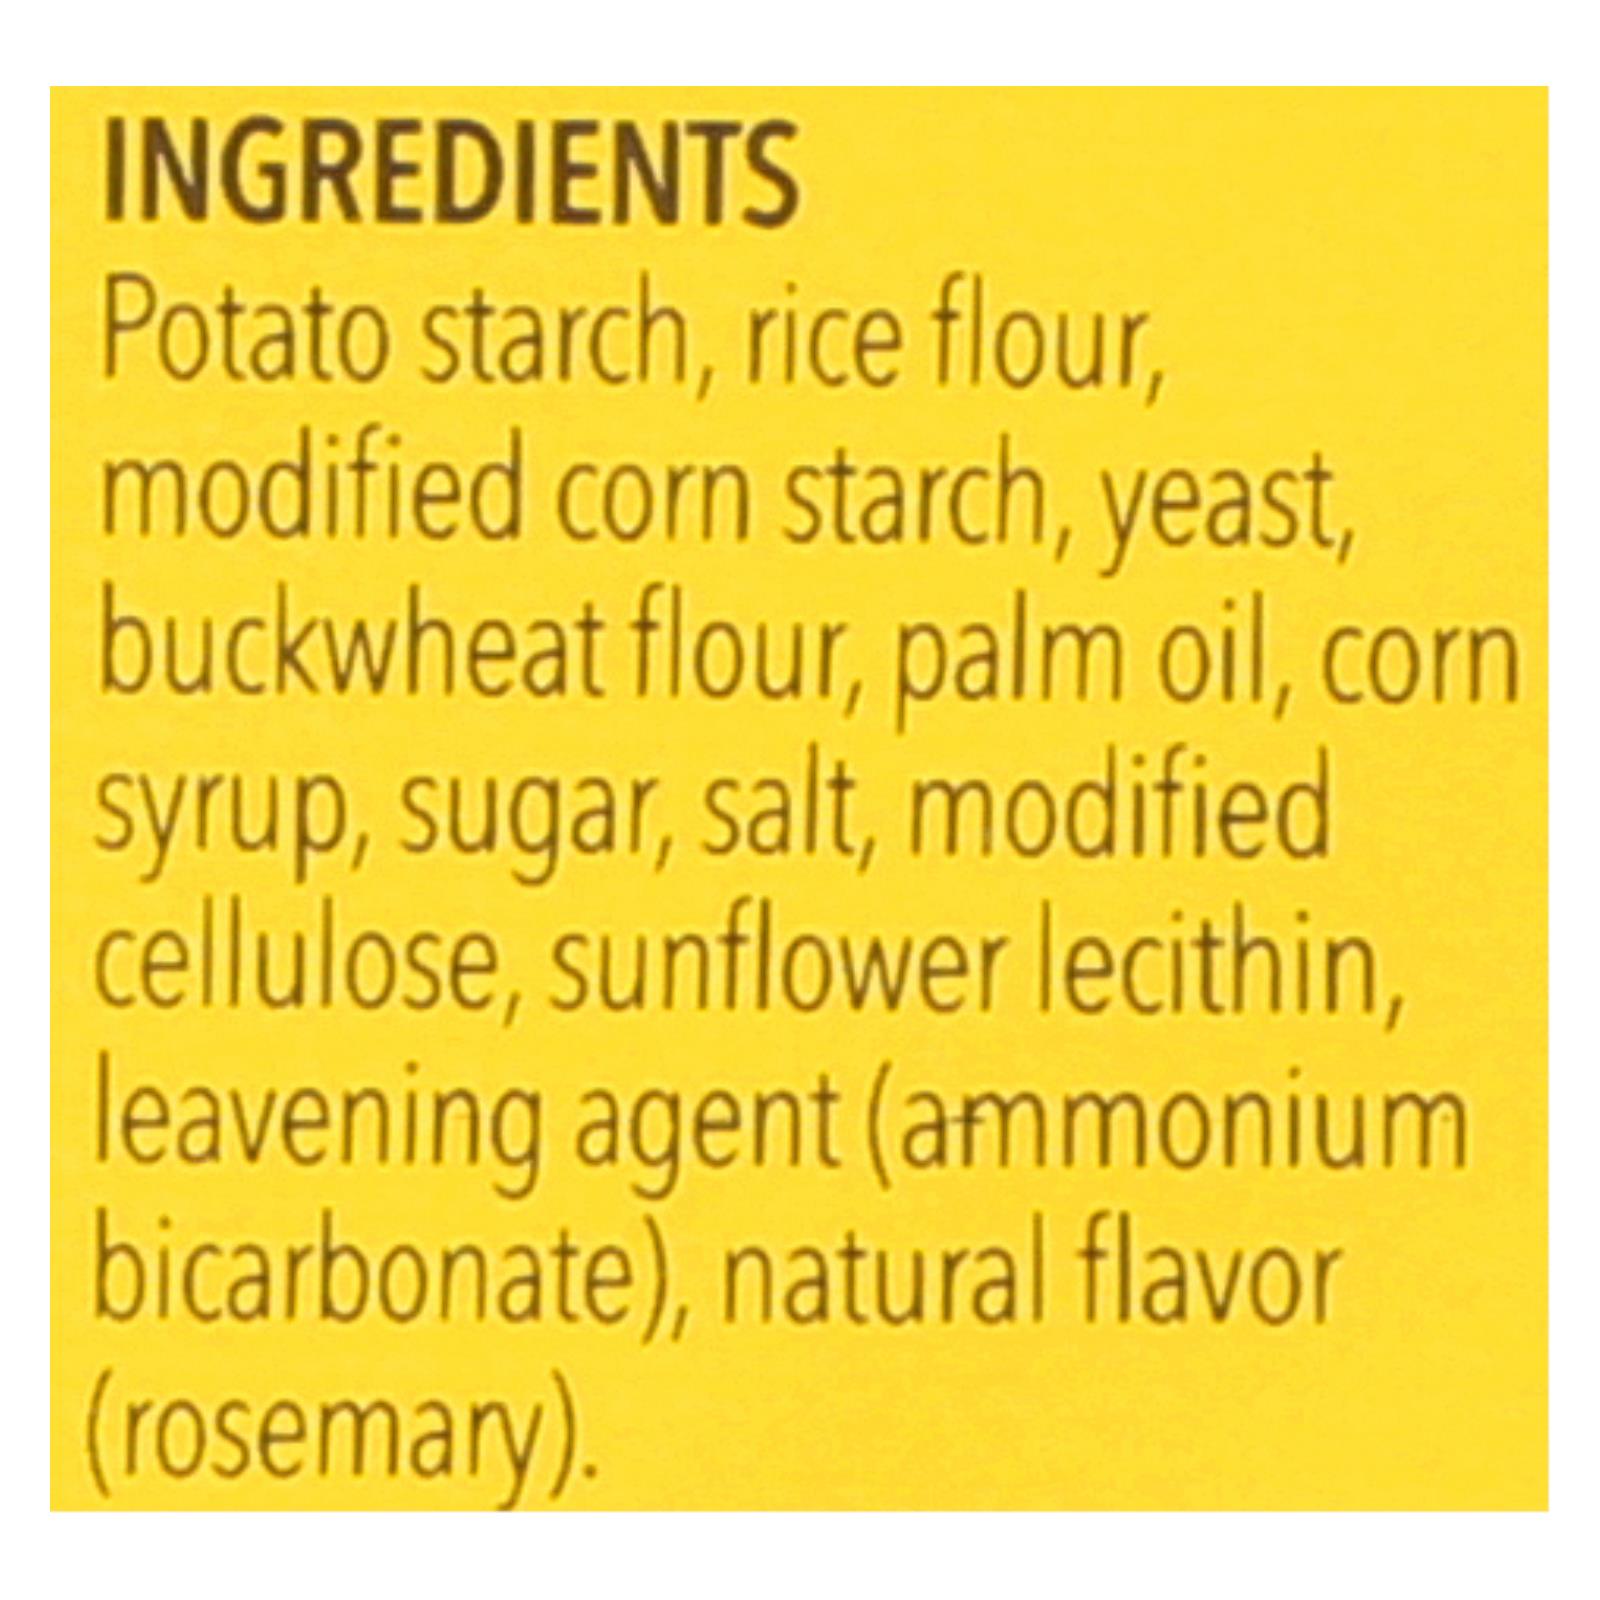 INGREDIENTS
Potato starch, rice flour,
modified corn starch, yeast,
buckwheat flour, palm oil, corn
syrup, sugar, salt, modified
cellulose, sunflower lecithin,
leavening agent (ammonium
bicarbonate), natural flavor
(rosemary).